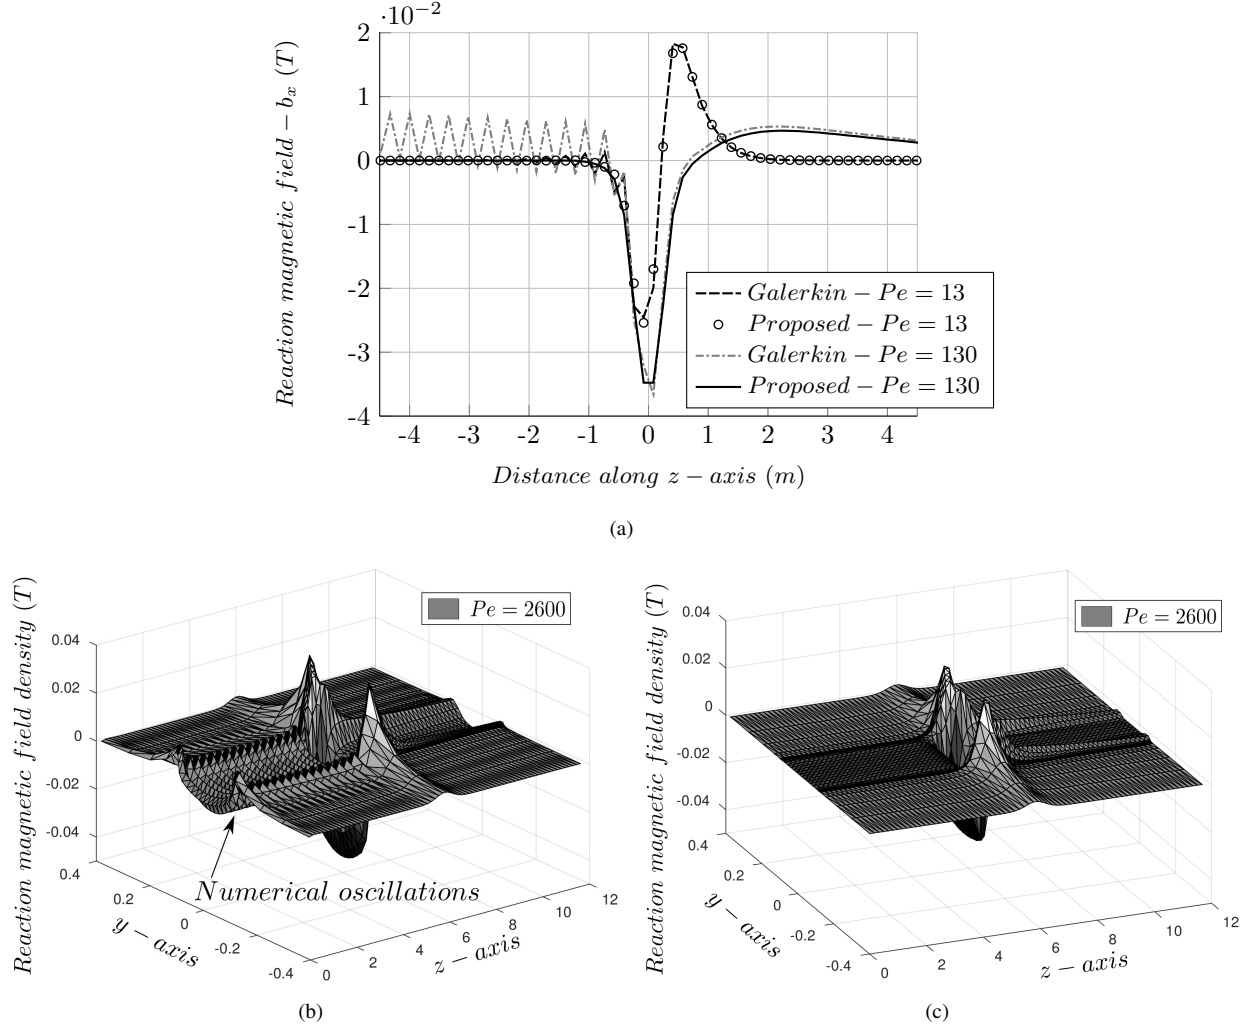 ·10⁻²
2
1
0
-1
-2
-3
-4
Reaction magnetic field − bₓ (T)
-4 -3 -2 -1 0 1 2 3 4
Distance along z − axis (m)
Galerkin − Pe = 13
Proposed − Pe = 13
Galerkin − Pe = 130
Proposed − Pe = 130
(a)
Reaction magnetic field density (T)
Pe = 2600
0.04
0.02
0
-0.02
-0.04
0.4
0.2
0
-0.2
-0.4
y − axis
0
2
4
6
8
10
12
z − axis
Numerical oscillations
(b)
Reaction magnetic field density (T)
Pe = 2600
0.04
0.02
0
-0.02
-0.04
0.4
0.2
0
-0.2
-0.4
y − axis
0
2
4
6
8
10
12
z − axis
(c)